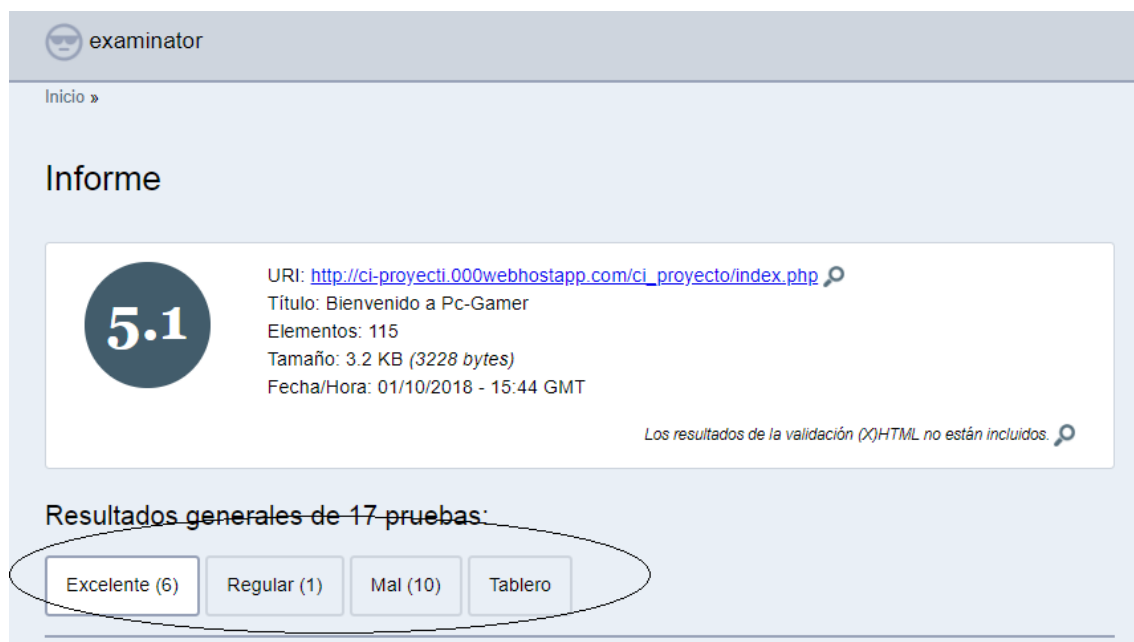 examinator
Inicio »
Informe
5.1
URI: http://ci-proyecti.000webhostapp.com/ci_proyecto/index.php
Título: Bienvenido a Pc-Gamer
Elementos: 115
Tamaño: 3.2 KB (3228 bytes)
Fecha/Hora: 01/10/2018 - 15:44 GMT
Los resultados de la validación (X)HTML no están incluidos.
Resultados generales de 17 pruebas:
Excelente (6) Regular (1) Mal (10) Tablero